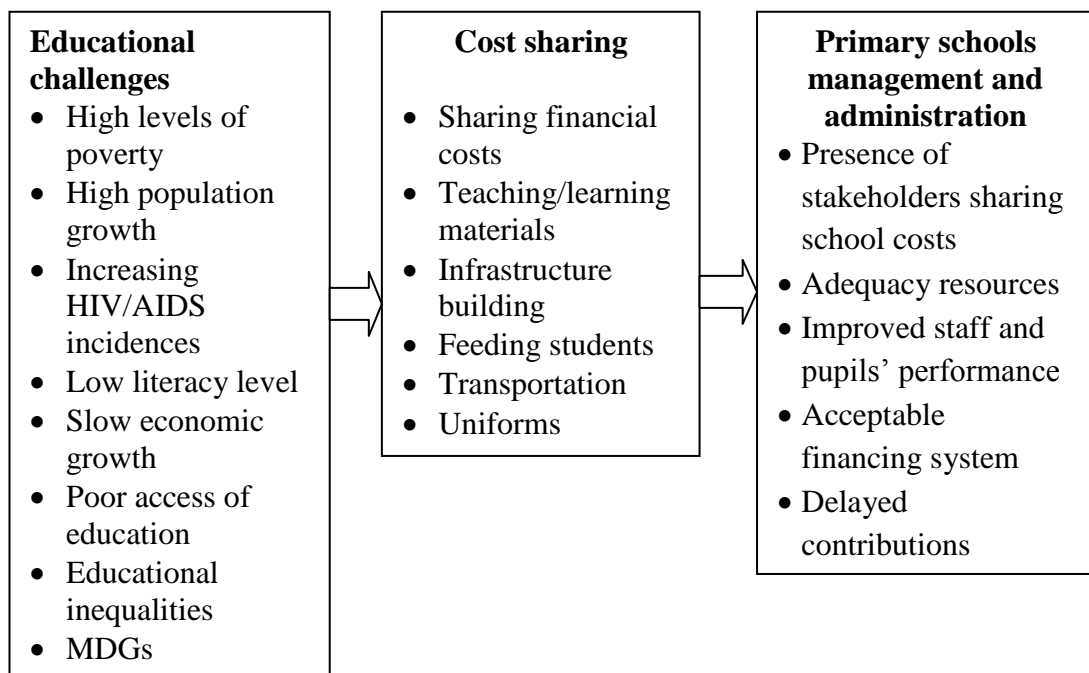 Educational
challenges
• High levels of
poverty
• High population
growth
• Increasing
HIV/AIDS
incidences
• Low literacy level
• Slow economic
growth
• Poor access of
education
• Educational
inequalities
• MDGs
Cost sharing
• Sharing financial
costs
• Teaching/learning
materials
• Infrastructure
building
• Feeding students
• Transportation
• Uniforms
Primary schools
management and
administration
• Presence of
stakeholders sharing
school costs
• Adequacy resources
• Improved staff and
pupils’ performance
• Acceptable
financing system
• Delayed
contributions